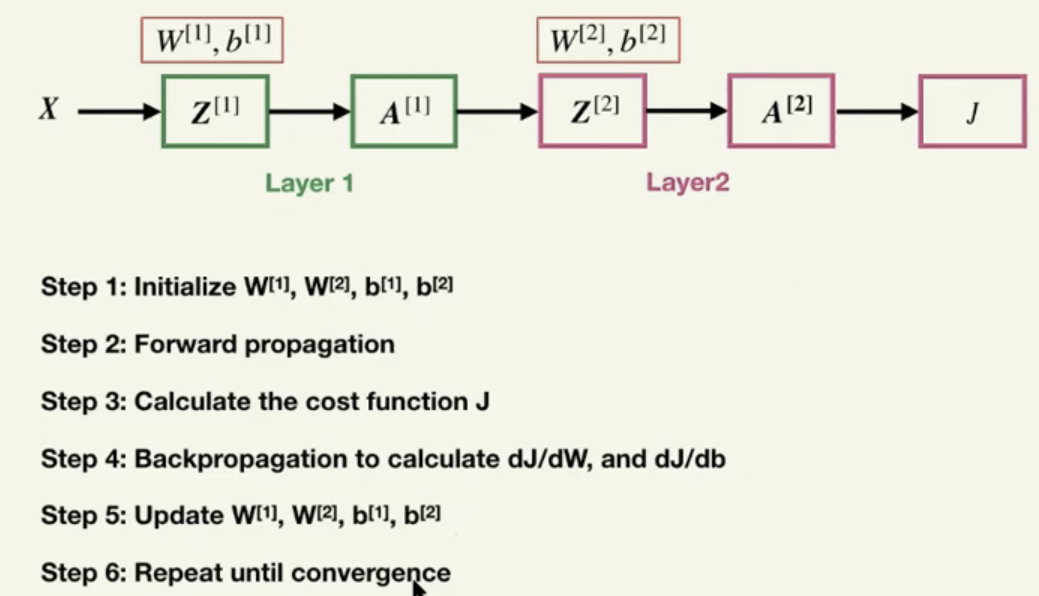 W[1], b[1] W[2], b[2]
X Z[1] A[1] Z[2] A[2] J
Layer 1 Layer2
Step 1: Initialize W[1], W[2], b[1], b[2]
Step 2: Forward propagation
Step 3: Calculate the cost function J
Step 4: Backpropagation to calculate dJ/dW, and dJ/db
Step 5: Update W[1], W[2], b[1], b[2]
Step 6: Repeat until convergence